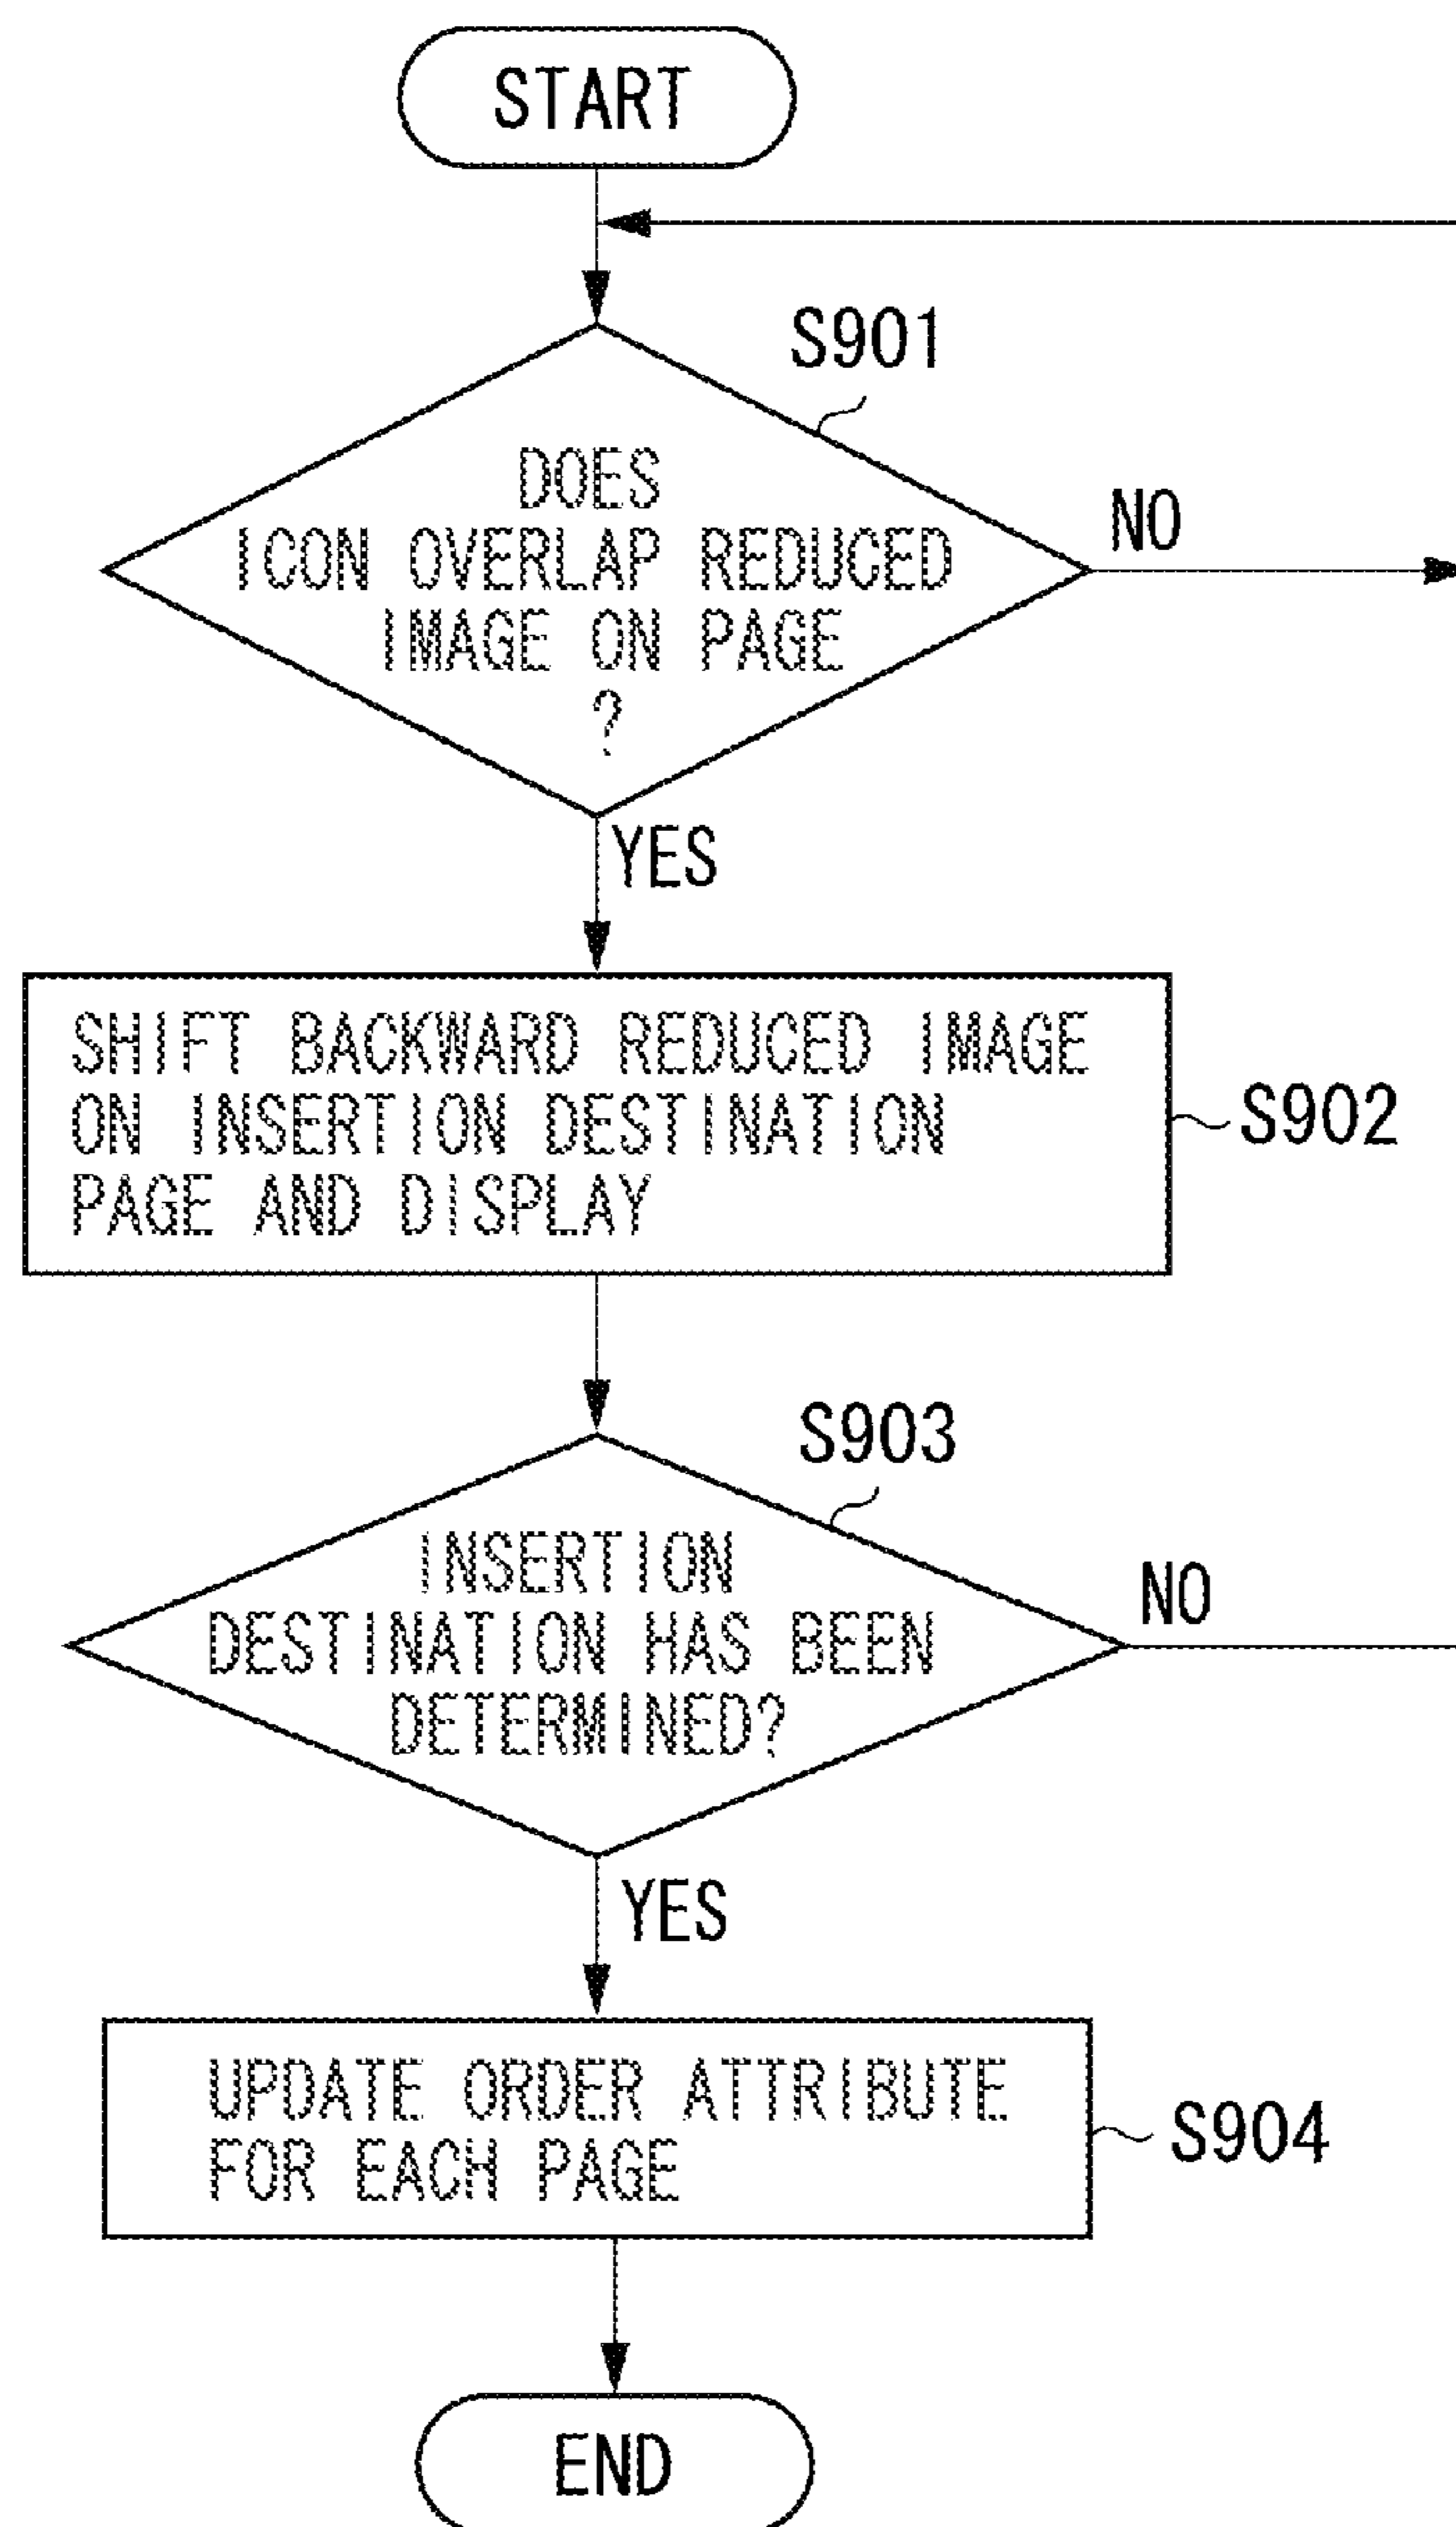 START
S901
DOES
ICON OVERLAP REDUCED
IMAGE ON PAGE
?
NO
YES
SHIFT BACKWARD REDUCED IMAGE
ON INSERTION DESTINATION
PAGE AND DISPLAY
S902
S903
INSERTION
DESTINATION HAS BEEN
DETERMINED?
NO
YES
UPDATE ORDER ATTRIBUTE
FOR EACH PAGE
S904
END